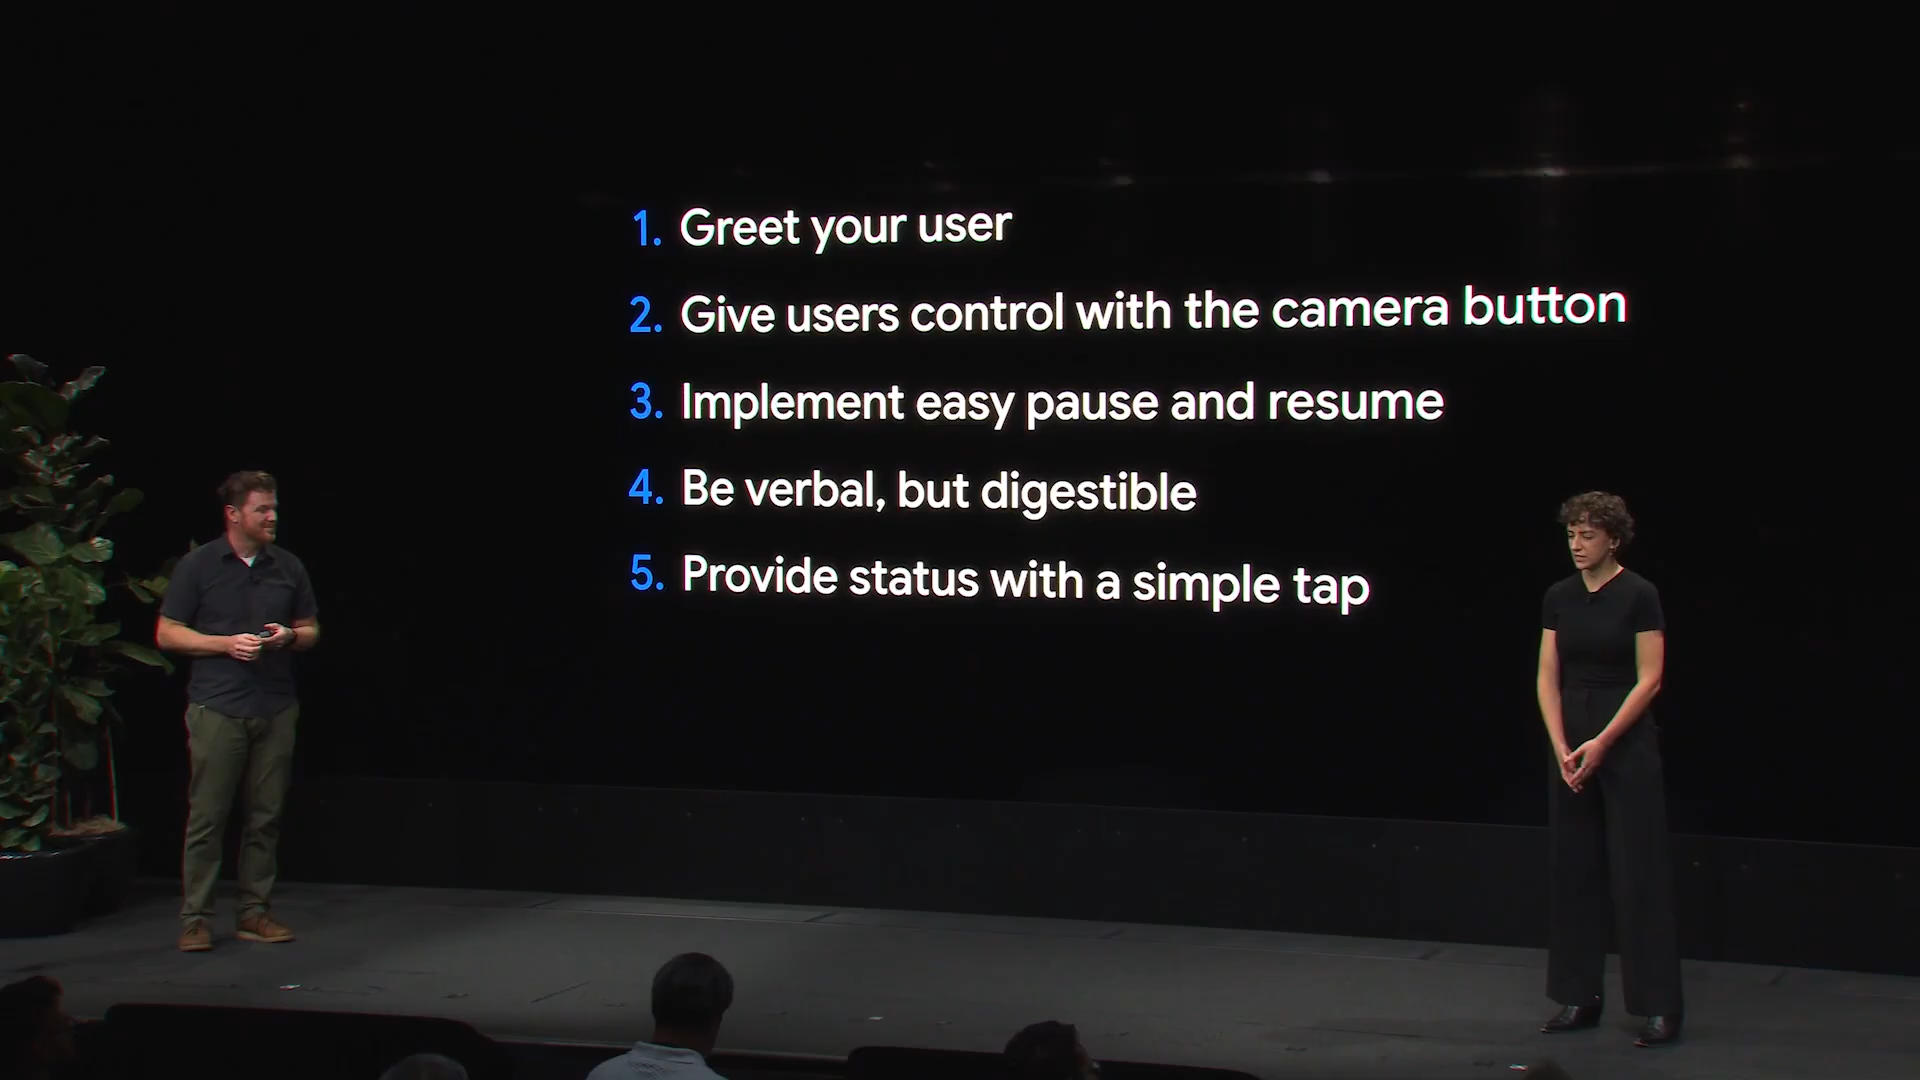 1. Greet your user
2. Give users control with the camera button
3. Implement easy pause and resume
4. Be verbal, but digestible
5. Provide status with a simple tap